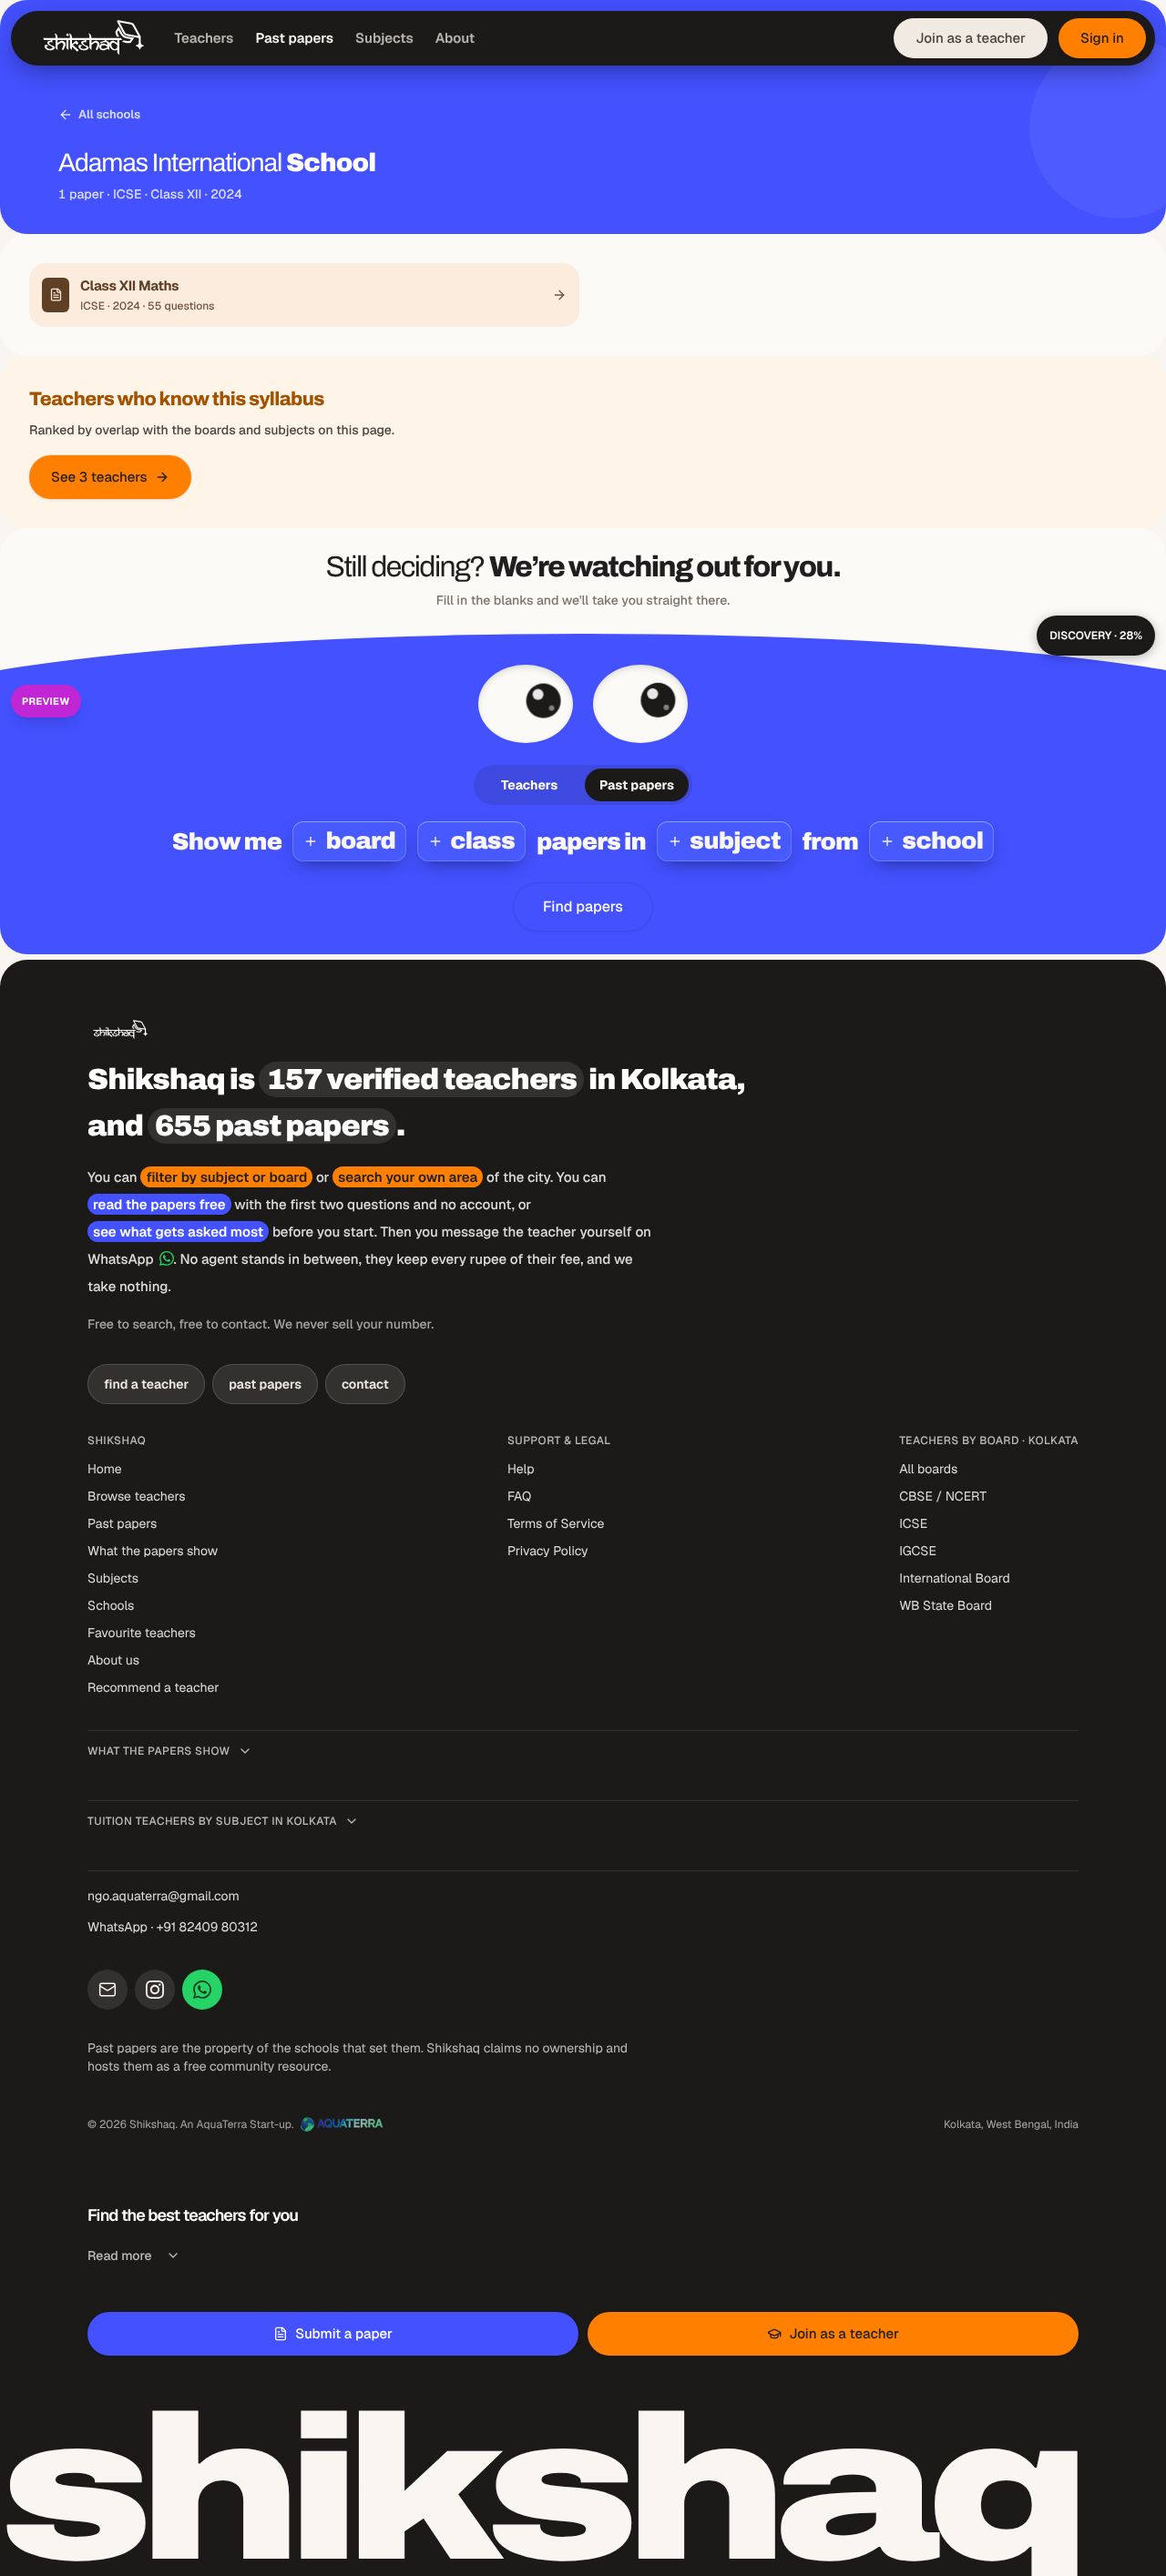 shikshaq
Teachers
Past papers
Subjects
About
Join as a teacher
Sign in
All schools
Adamas International School
1 paper · ICSE · Class XII · 2024
Class XII Maths
ICSE · 2024 · 55 questions
Teachers who know this syllabus
Ranked by overlap with the boards and subjects on this page.
See 3 teachers
Still deciding? We’re watching out for you.
Fill in the blanks and we'll take you straight there.
DISCOVERY · 28%
PREVIEW
Teachers
Past papers
Show me + board + class papers in + subject from + school
Find papers
shikshaq
Shikshaq is 157 verified teachers in Kolkata,
and 655 past papers.
You can filter by subject or board or search your own area of the city. You can
read the papers free with the first two questions and no account, or
see what gets asked most before you start. Then you message the teacher yourself on
WhatsApp . No agent stands in between, they keep every rupee of their fee, and we
take nothing.
Free to search, free to contact. We never sell your number.
find a teacher
past papers
contact
SHIKSHAQ
Home
Browse teachers
Past papers
What the papers show
Subjects
Schools
Favourite teachers
About us
Recommend a teacher
SUPPORT & LEGAL
Help
FAQ
Terms of Service
Privacy Policy
TEACHERS BY BOARD · KOLKATA
All boards
CBSE / NCERT
ICSE
IGCSE
International Board
WB State Board
WHAT THE PAPERS SHOW
TUITION TEACHERS BY SUBJECT IN KOLKATA
ngo.aquaterra@gmail.com
WhatsApp · +91 82409 80312
Past papers are the property of the schools that set them. Shikshaq claims no ownership and
hosts them as a free community resource.
© 2026 Shikshaq. An AquaTerra Start-up. AQUATERRA
Kolkata, West Bengal, India
Find the best teachers for you
Read more
Submit a paper
Join as a teacher
shikshaq